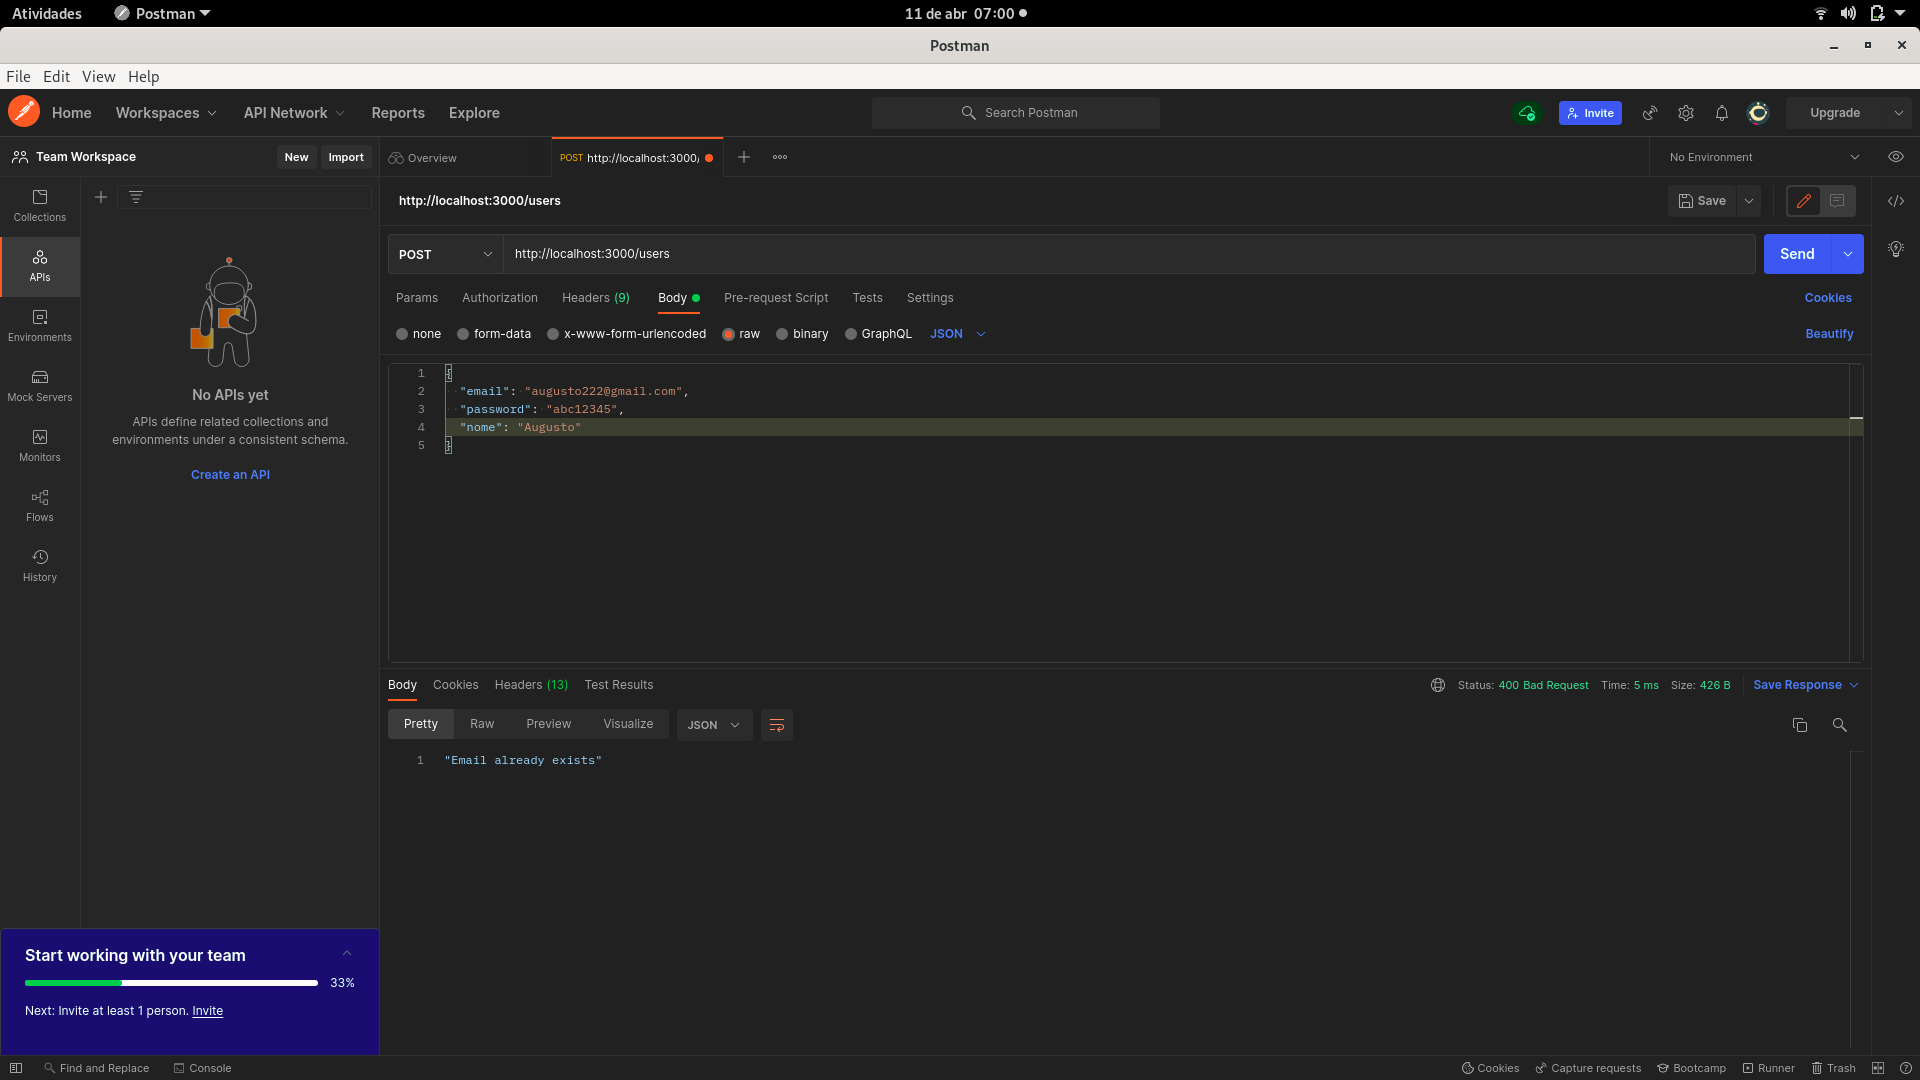 Atividades
Postman
11 de abr 07:00
Postman
File Edit View Help
Home Workspaces API Network Reports Explore
Search Postman
Invite
Upgrade
Team Workspace
New Import
Overview
POST http://localhost:3000/
No Environment
Collections
APIs
Environments
Mock Servers
Monitors
Flows
History
No APIs yet
APIs define related collections and
environments under a consistent schema.
Create an API
http://localhost:3000/users
Save
POST http://localhost:3000/users
Send
Params Authorization Headers (9) Body Pre-request Script Tests Settings
Cookies
none form-data x-www-form-urlencoded raw binary GraphQL JSON
Beautify
1 {
2 "email": "augusto222@gmail.com",
3 "password": "abc12345",
4 "nome": "Augusto"
5 }
Body Cookies Headers (13) Test Results
Status: 400 Bad Request Time: 5 ms Size: 426 B
Save Response
Pretty Raw Preview Visualize JSON
1 "Email already exists"
Start working with your team
33%
Next: Invite at least 1 person. Invite
Find and Replace Console
Cookies Capture requests Bootcamp Runner Trash